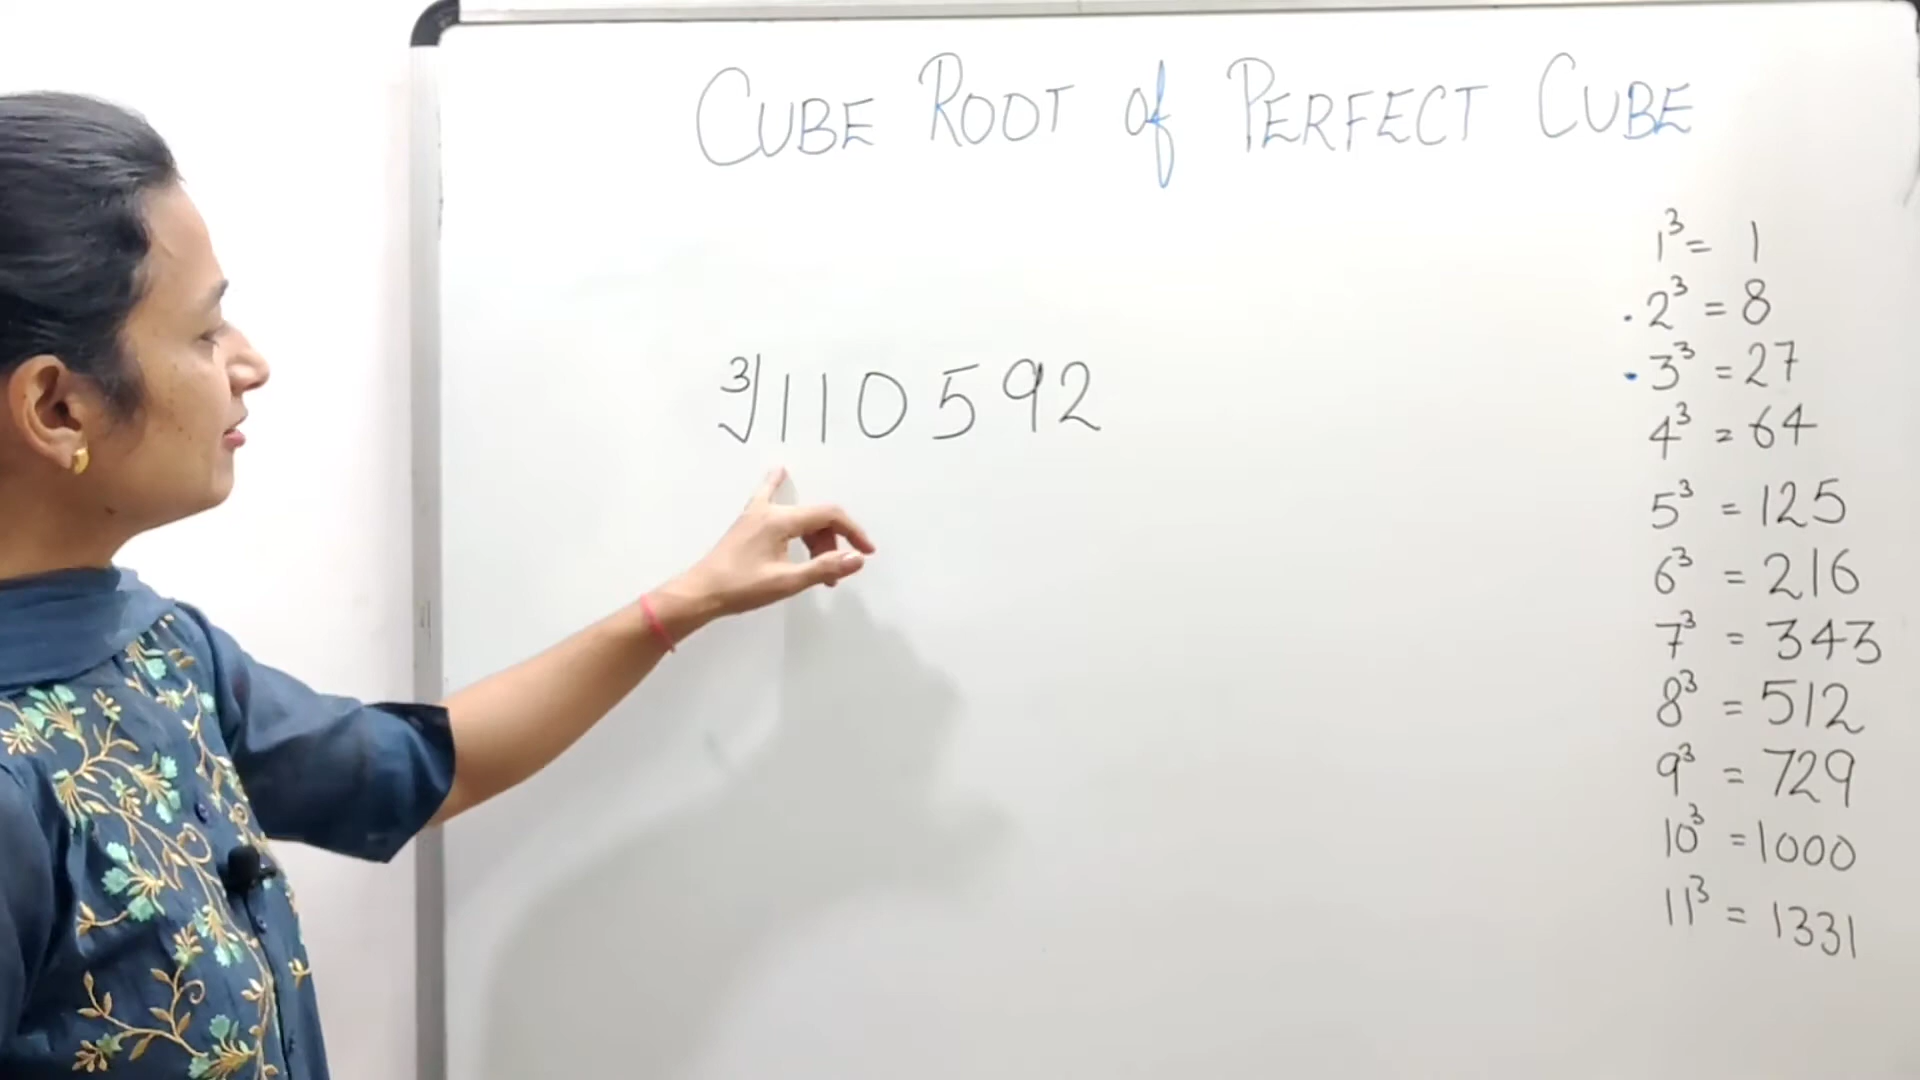 CUBE ROOT of PERFECT CUBE
∛110592
1³ = 1
. 2³ = 8
. 3³ = 27
4³ = 64
5³ = 125
6³ = 216
7³ = 343
8³ = 512
9³ = 729
10³ = 1000
11³ = 1331